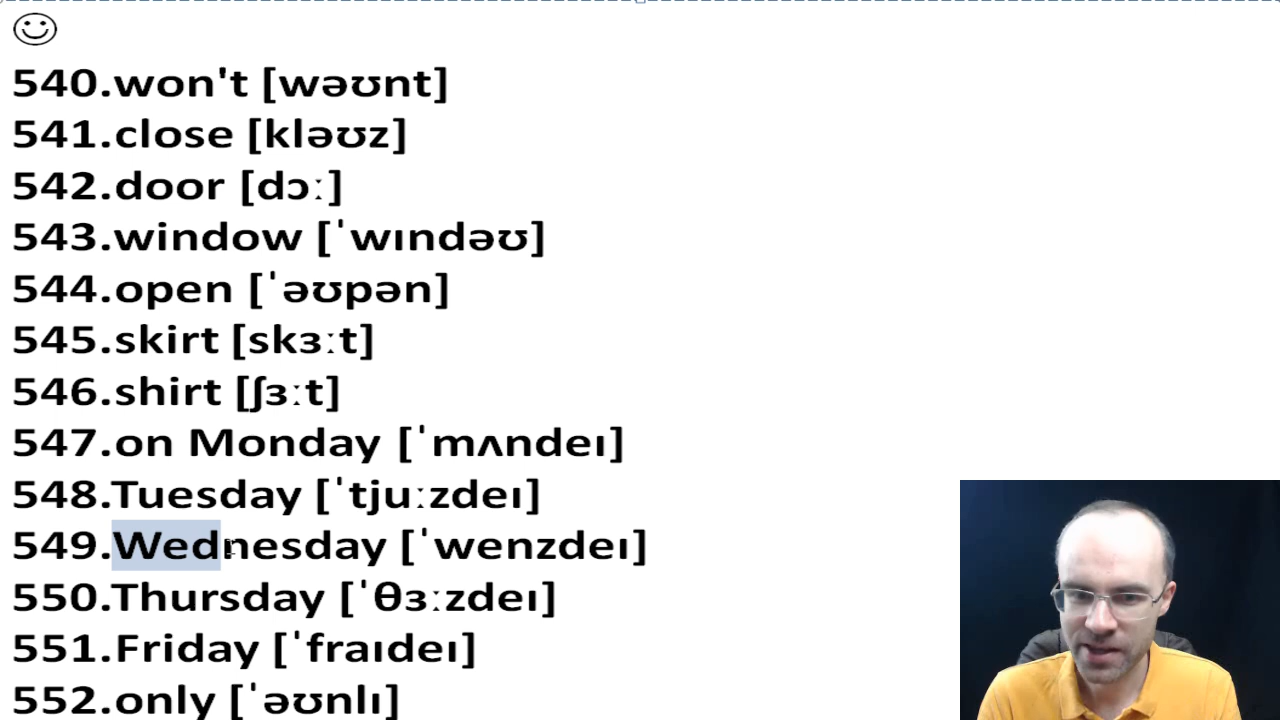 ☺
540.won't [wəʊnt]
541.close [kləʊz]
542.door [dɔː]
543.window [ˈwɪndəʊ]
544.open [ˈəʊpən]
545.skirt [skɜːt]
546.shirt [ʃɜːt]
547.on Monday [ˈmʌndeɪ]
548.Tuesday [ˈtjuːzdeɪ]
549.Wednesday [ˈwenzdeɪ]
550.Thursday [ˈθɜːzdeɪ]
551.Friday [ˈfraɪdeɪ]
552.only [ˈəʊnlɪ]